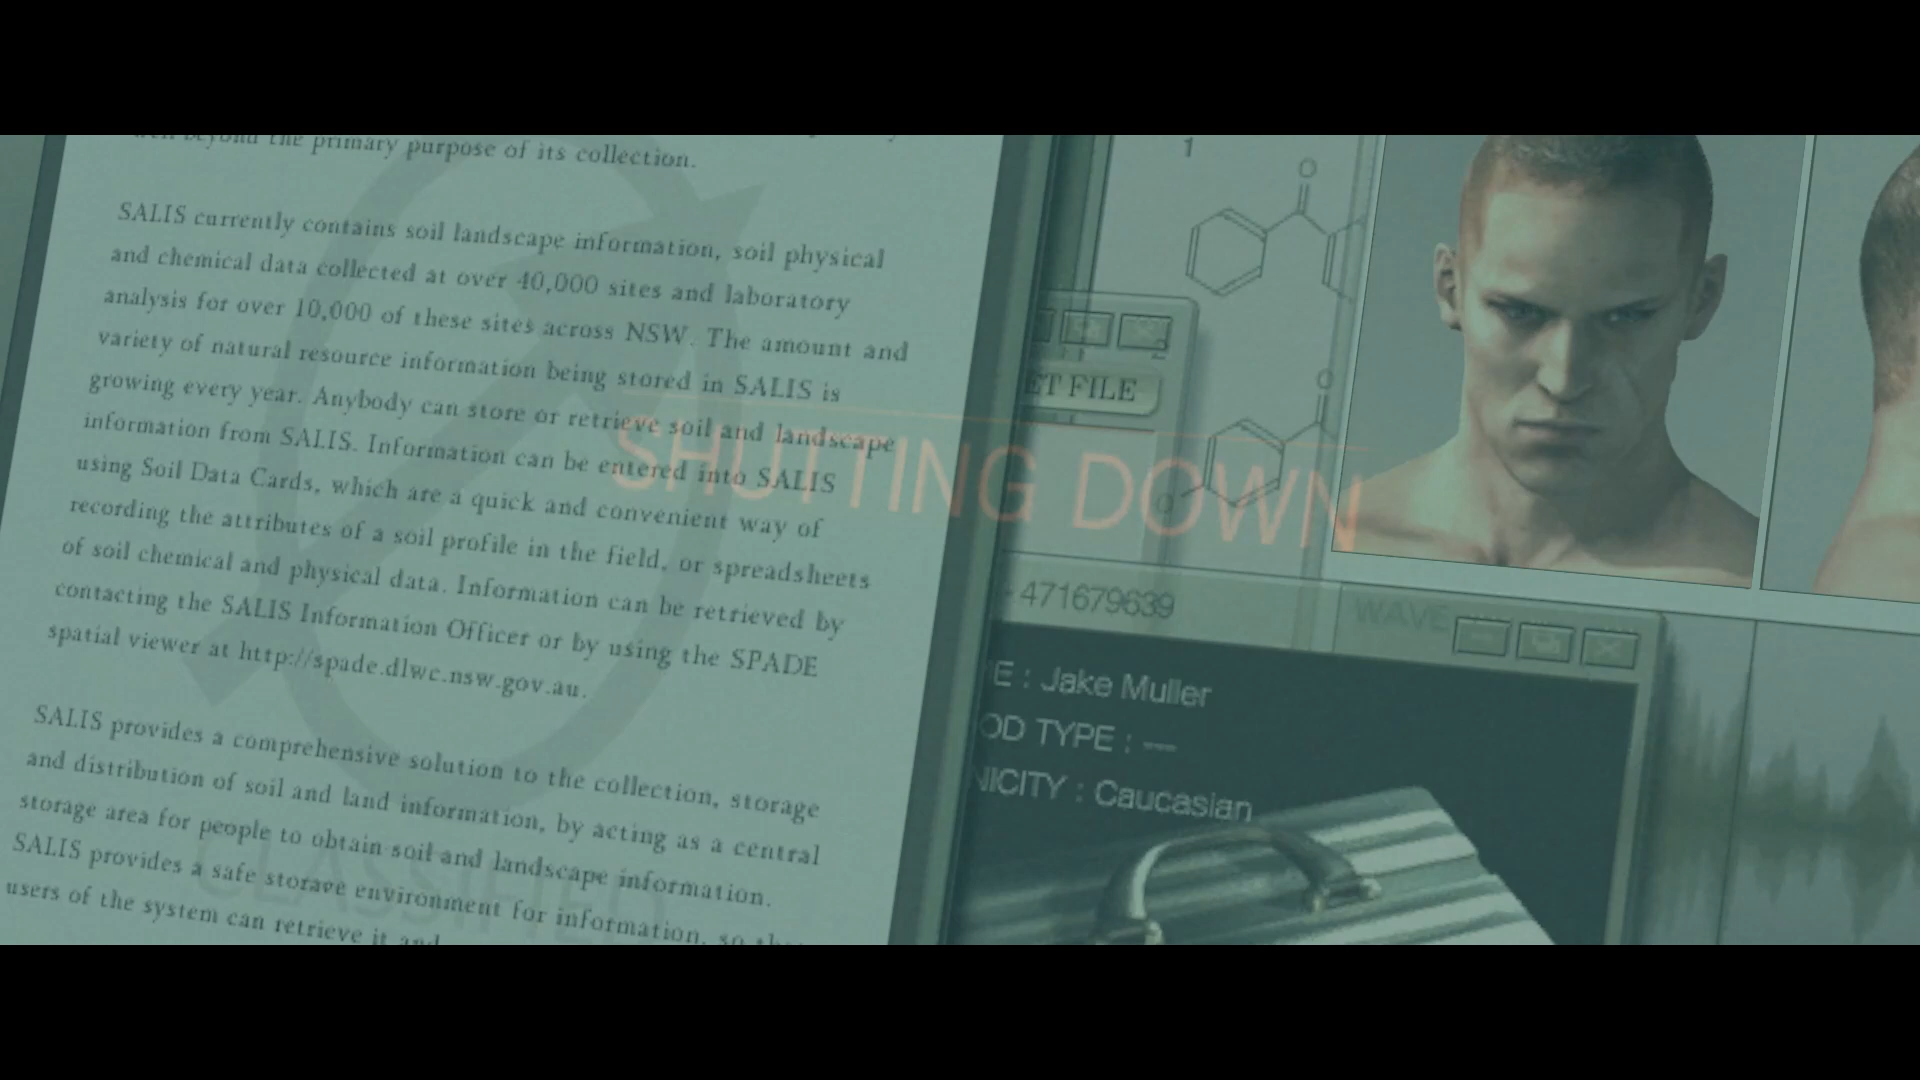 beyond the primary purpose of its collection.
SALIS currently contains soil landscape information, soil physical
and chemical data collected at over 40,000 sites and laboratory
analysis for over 10,000 of these sites across NSW. The amount and
variety of natural resource information being stored in SALIS is
growing every year. Anybody can store or retrieve soil and landscape
information from SALIS. Information can be entered into SALIS
using Soil Data Cards, which are a quick and convenient way of
recording the attributes of a soil profile in the field, or spreadsheets
of soil chemical and physical data. Information can be retrieved by
contacting the SALIS Information Officer or by using the SPADE
spatial viewer at http://spade.dlwc.nsw.gov.au.
SALIS provides a comprehensive solution to the collection, storage
and distribution of soil and land information, by acting as a central
storage area for people to obtain soil and landscape information.
SALIS provides a safe storage environment for information, so
users of the system can retrieve it and
CLASSIFIED
SHUTTING DOWN
1
O
2
ET FILE
O
O
- 471679639
WAVE
E : Jake Muller
OD TYPE : ---
NICITY : Caucasian